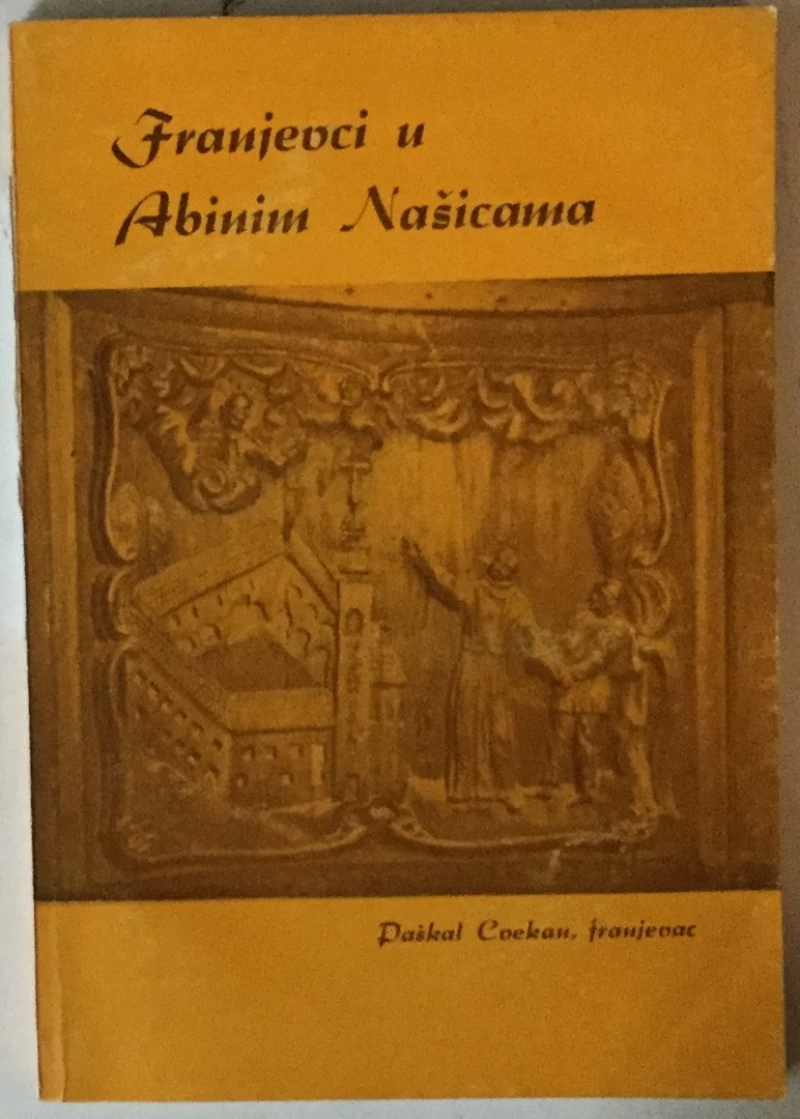 Franjevci u
Abinim Našicama
Paškal Cvekan, franjevac